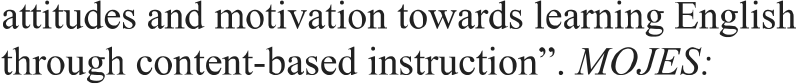 attitudes and motivation towards learning English
through content-based instruction”. MOJES: